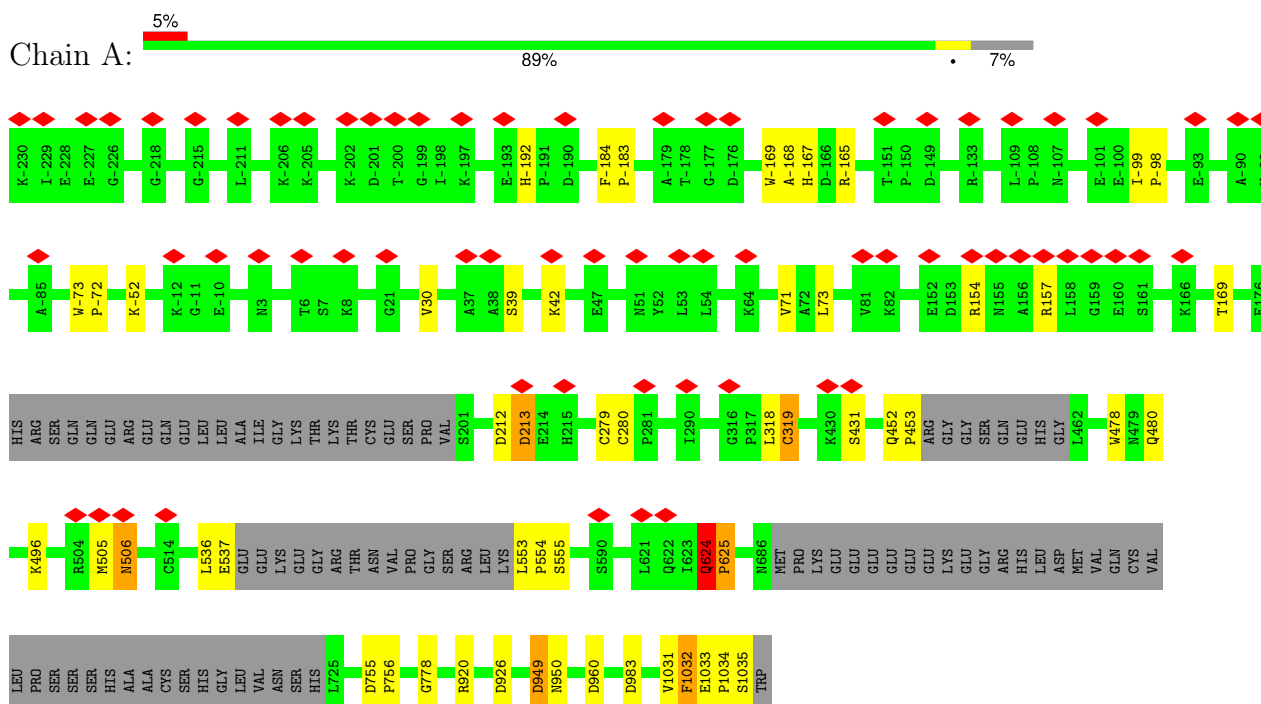 5%
Chain A:
89% • 7%
K-230 I-229 E-228 E-227 G-226 G-218 G-215 L-211 K-206 K-205 K-202 D-201 T-200 G-199 I-198 K-197 E-193 H-192 P-191 D-190 F-184 P-183 A-179 T-178 G-177 D-176 W-169 A-168 H-167 D-166 R-165 T-151 P-150 D-149 R-133 L-109 P-108 N-107 E-101 E-100 I-99 P-98 E-93 A-90
A-85 W-73 P-72 K-52 K-12 G-11 E-10 N3 T6 S7 K8 G21 V30 A37 A38 S39 K42 E47 N51 Y52 L53 L54 K64 V71 A72 L73 V81 K82 E152 D153 R154 N155 A156 R157 L158 G159 E160 S161 K166 T169 E176
HIS ARG SER GLN GLN GLU ARG GLU GLN GLU LEU LEU ALA ILE GLY LYS THR LYS THR CYS GLU SER PRO VAL S201 D212 D213 E214 H215 C279 C280 P281 I290 G316 P317 L318 C319 K430 S431 Q452 P453 ARG GLY GLY SER GLN GLU HIS GLY L462 W478 N479 Q480
K496 R504 M505 N506 C514 L536 E537 GLU GLU LYS GLU GLY ARG THR ASN VAL PRO GLY SER ARG LEU LYS L553 P554 S555 S590 L621 Q622 I623 Q624 P625 N686 MET PRO LYS GLU GLU GLU GLU GLU GLU LYS GLU GLY ARG HIS LEU ASP MET VAL GLN CYS VAL
LEU PRO SER SER SER HIS ALA ALA CYS SER HIS GLY LEU VAL ASN SER HIS L725 D755 P756 G778 R920 D926 D949 N950 D960 D983 V1031 F1032 E1033 P1034 S1035 TRP